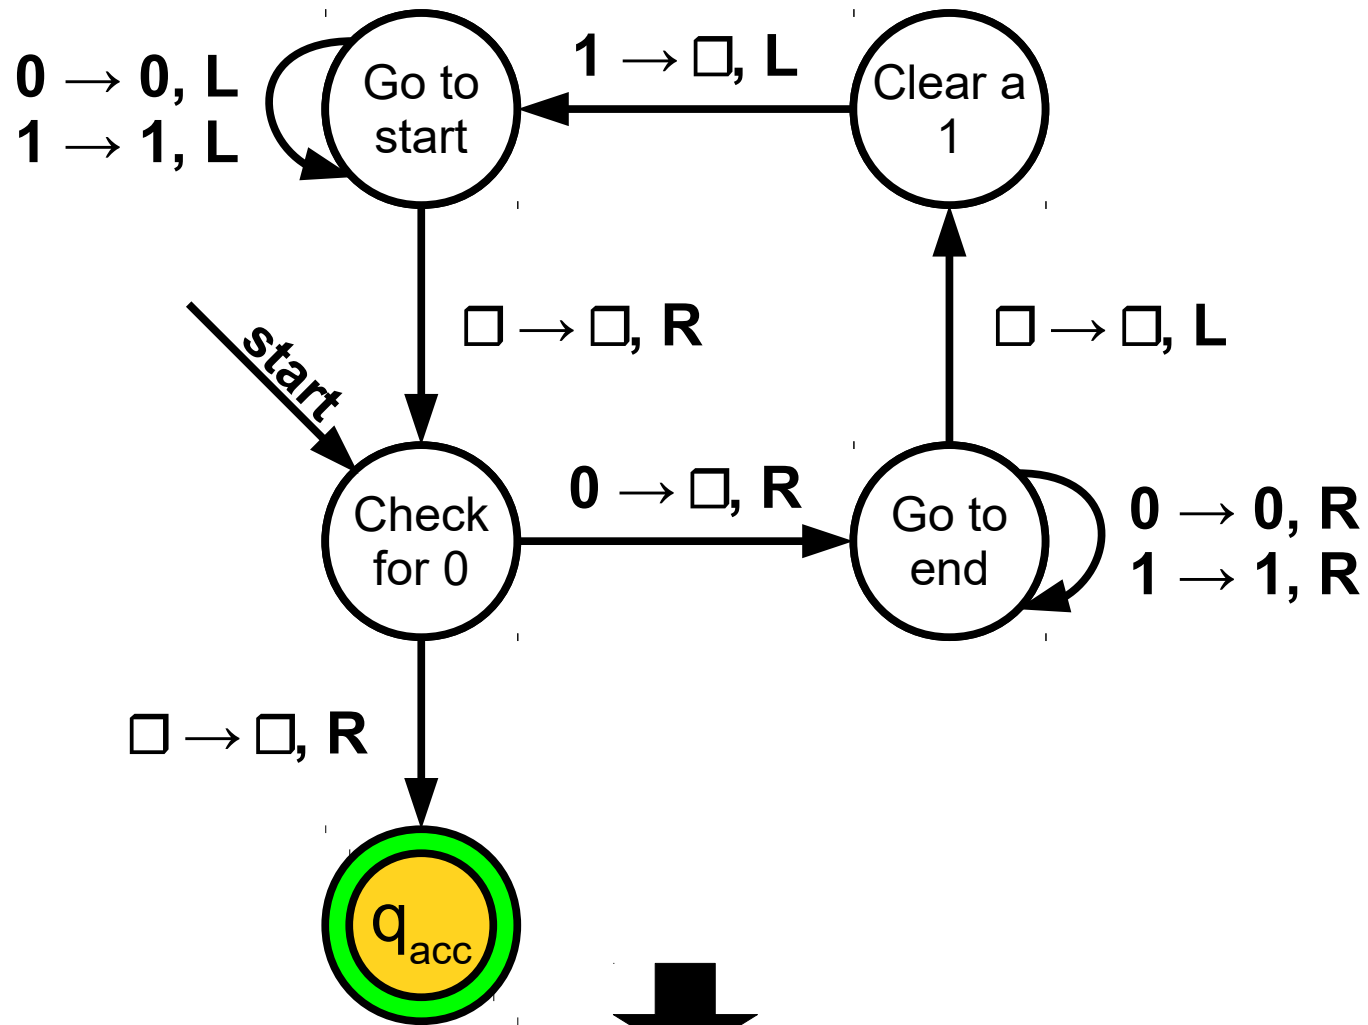 1 → □, L
0 → 0, L
1 → 1, L
Go to
start
Clear a
1
□ → □, R
□ → □, L
start
0 → □, R
Check
for 0
Go to
end
0 → 0, R
1 → 1, R
□ → □, R
qacc